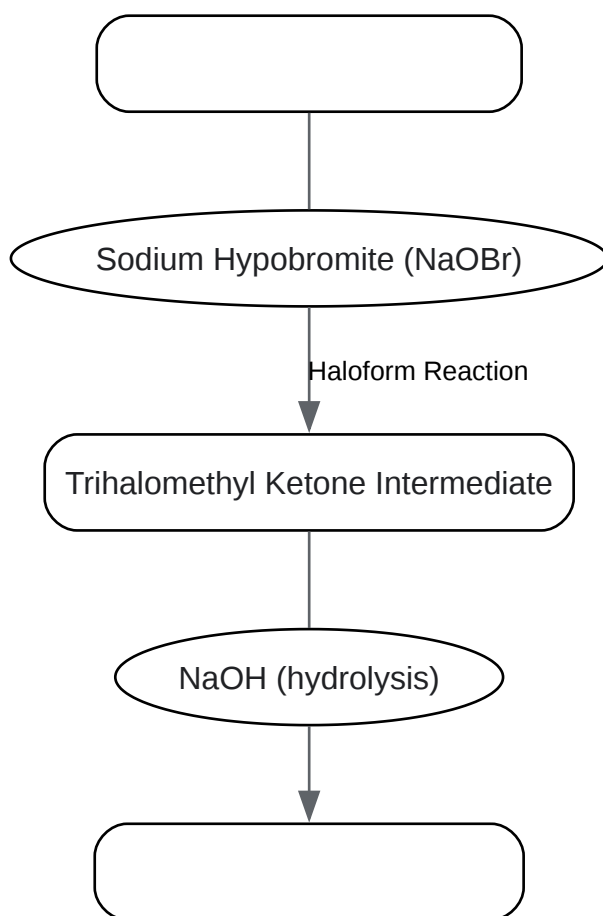 Sodium Hypobromite (NaOBr)
Haloform Reaction
Trihalomethyl Ketone Intermediate
NaOH (hydrolysis)